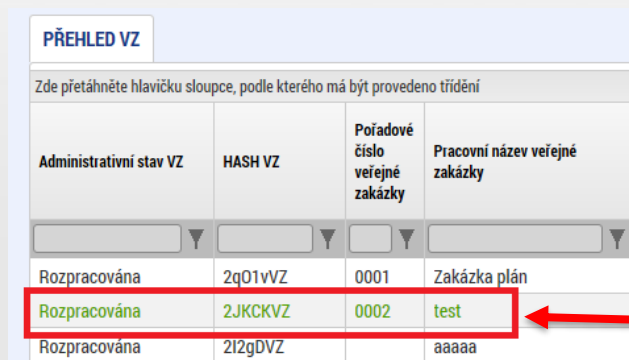 PŘEHLED VZ
Zde přetáhněte hlavičku sloupce, podle kterého má být provedeno třídění
Administrativní stav VZ HASH VZ Pořadové číslo veřejné zakázky Pracovní název veřejné zakázky
Rozpracována 2qO1vVZ 0001 Zakázka plán
Rozpracována 2JKCKVZ 0002 test
Rozpracována 2I2gDVZ aaaaa